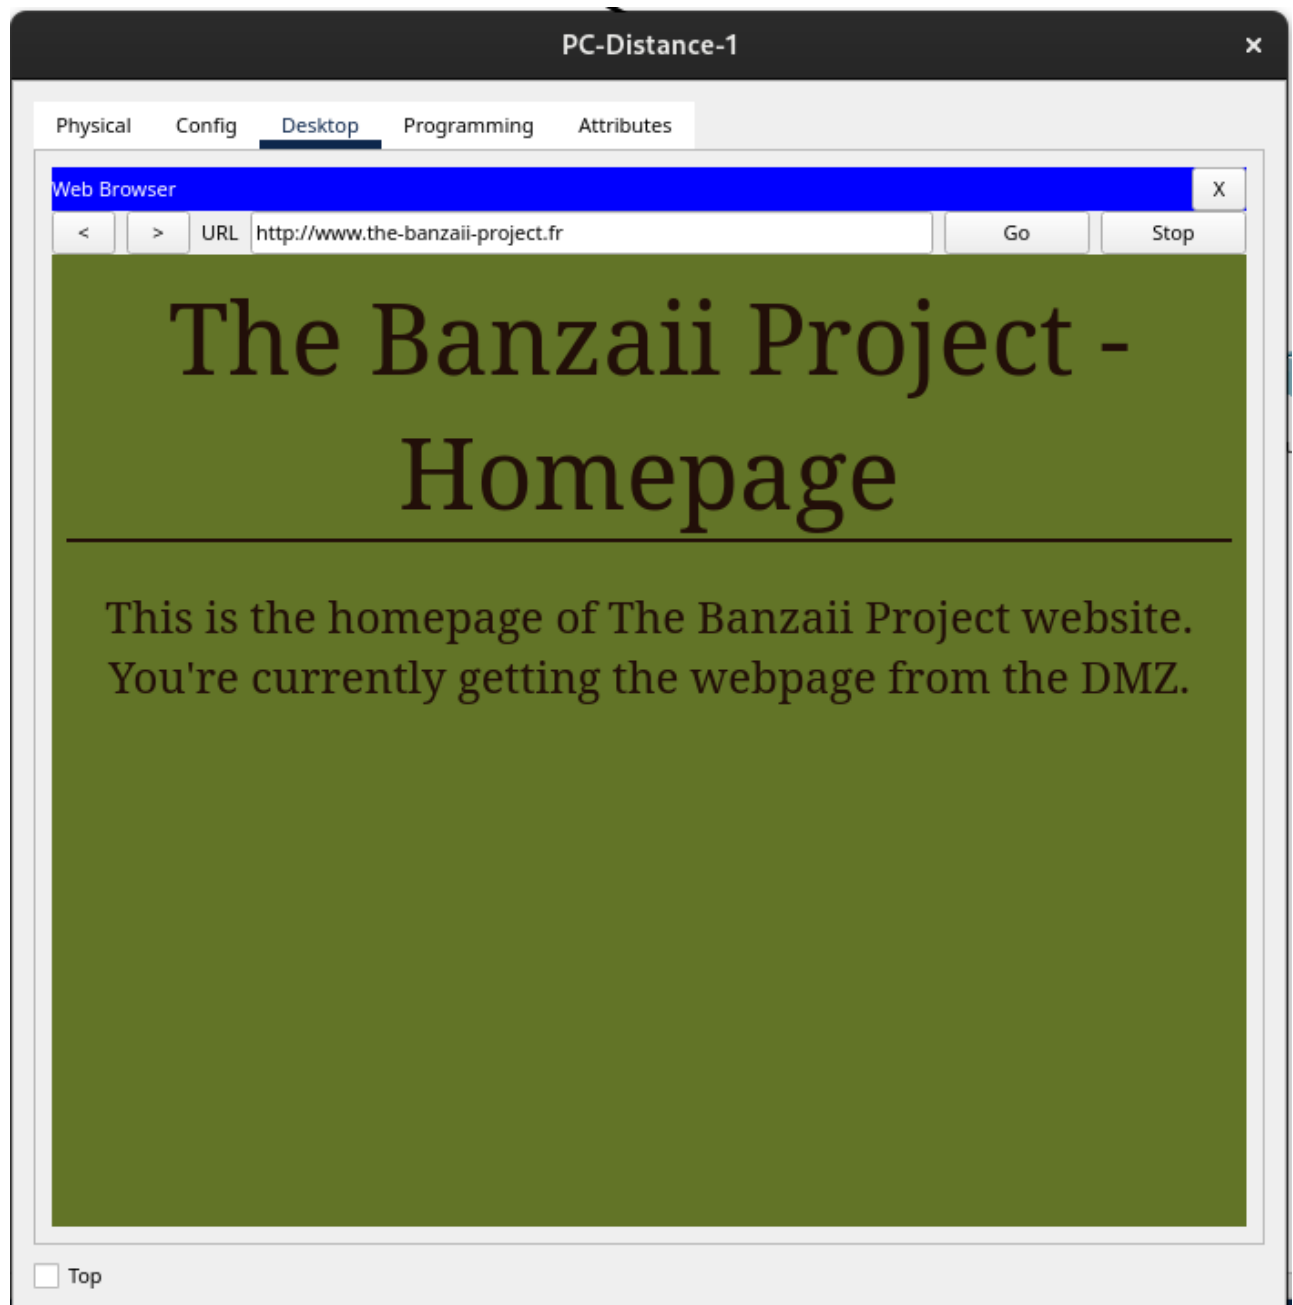 PC-Distance-1 ×
Physical Config Desktop Programming Attributes
Web Browser X
< > URL http://www.the-banzaii-project.fr Go Stop
The Banzaii Project -
Homepage
This is the homepage of The Banzaii Project website.
You're currently getting the webpage from the DMZ.
Top